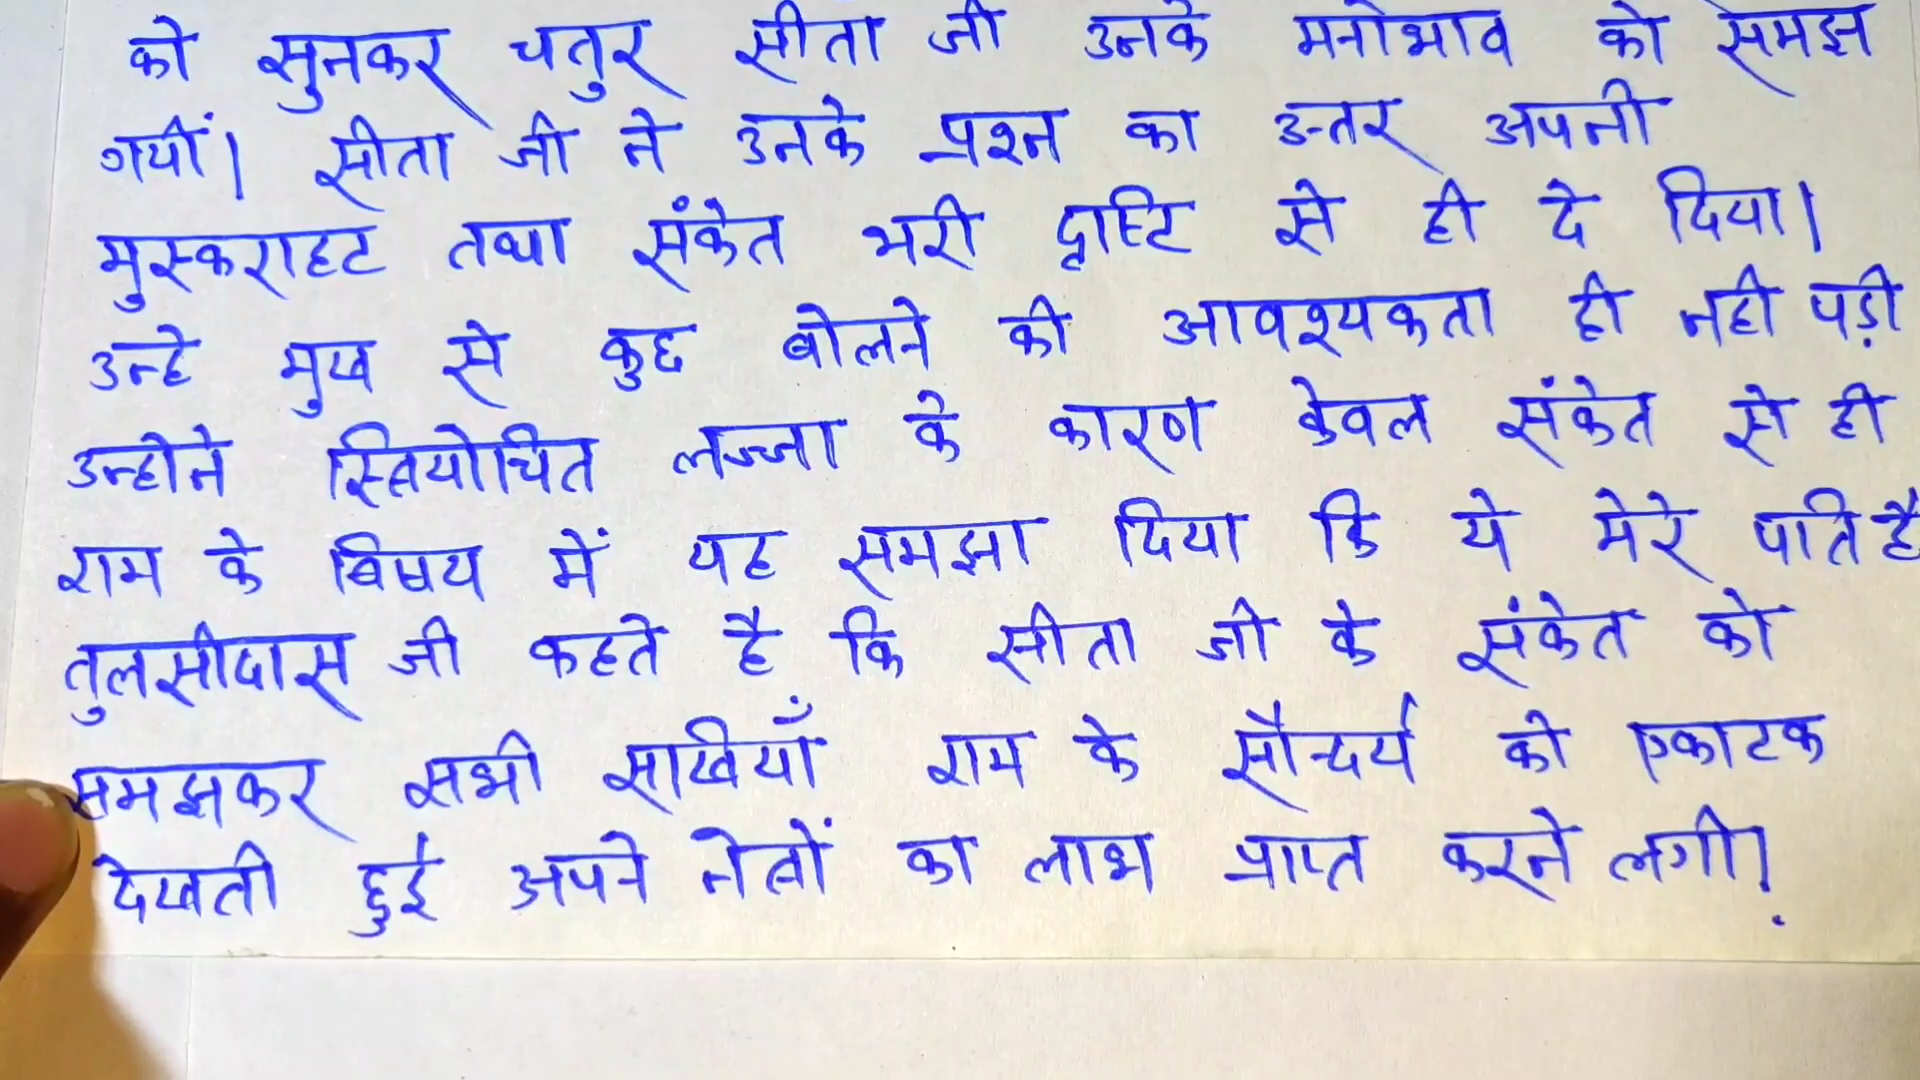 को सुनकर चतुर सीता जी उनके मनोभाव को समझ
गयीं। सीता जी ने उनके प्रश्न का उत्तर अपनी
मुस्कराहट तथा संकेत भरी दृष्टि से ही दे दिया।
उन्हे मुख से कुछ बोलने की आवश्यकता ही नही पड़ी
उन्होने स्त्रियोचित लज्जा के कारण केवल संकेत से ही
राम के विषय में यह समझा दिया कि ये मेरे पति है
तुलसीदास जी कहते है कि सीता जी के संकेत को
समझकर सभी सखियाँ राम के सौन्दर्य को एकाटक
देखती हुई अपने नेत्रों का लाभ प्राप्त करने लगी।